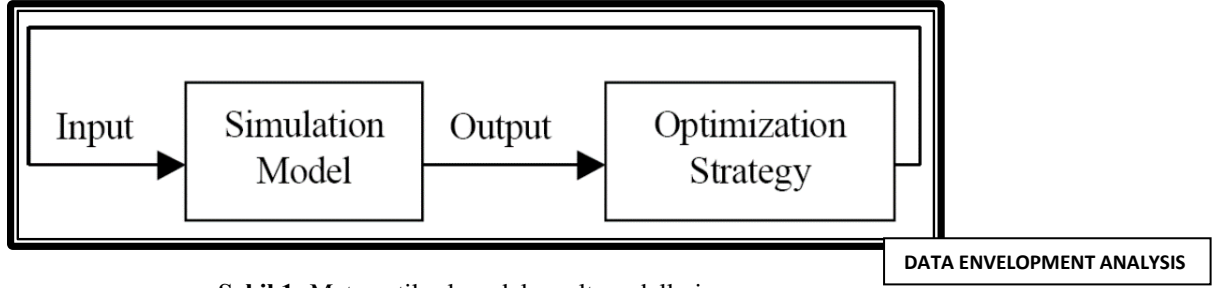 Input
Simulation
Model
Output
Optimization
Strategy
DATA ENVELOPMENT ANALYSIS